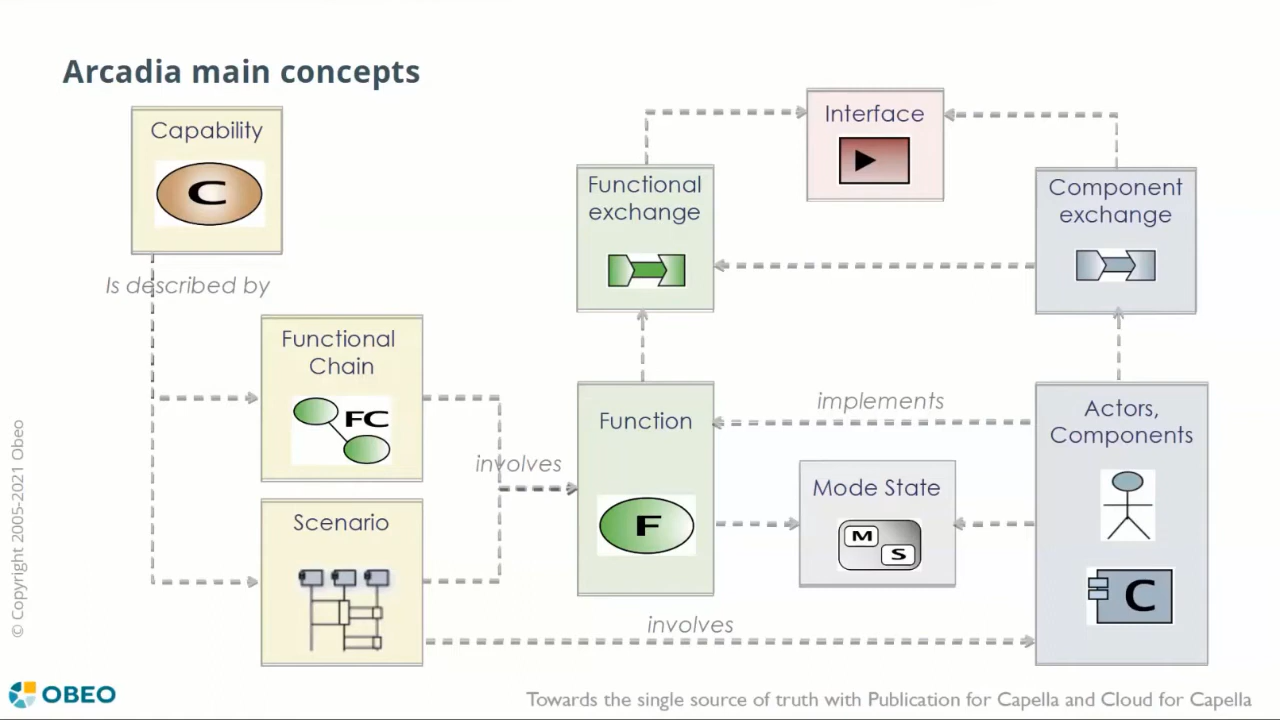 Arcadia main concepts
Capability
C
Is described by
Functional
Chain
FC
Scenario
involves
Functional
exchange
Function
F
Interface
Component
exchange
implements
Mode State
M
S
Actors,
Components
C
involves
© Copyright 2005-2021 Obeo
OBEO
Towards the single source of truth with Publication for Capella and Cloud for Capella